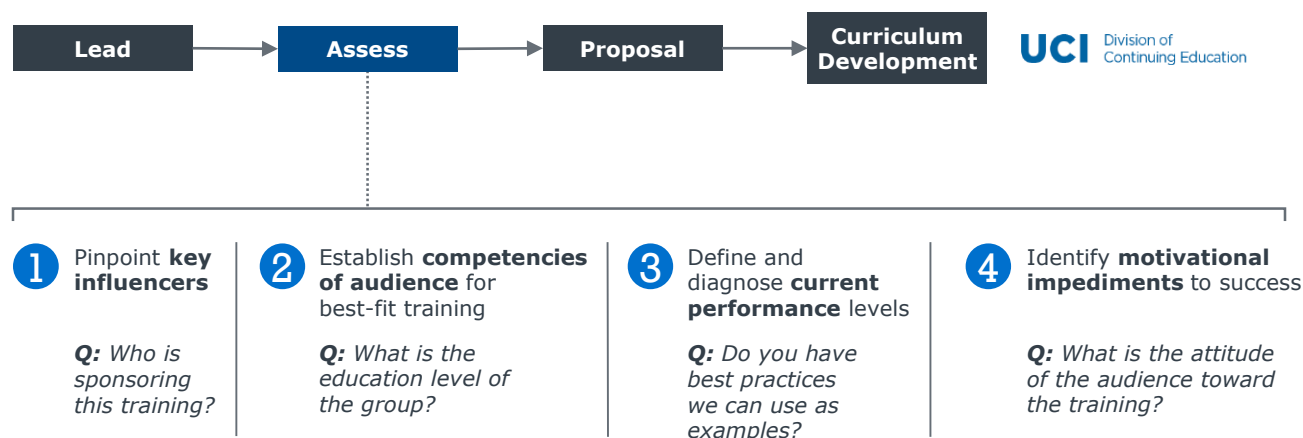 Lead
Assess
Proposal
Curriculum
Development
UCI
Division of
Continuing Education
1
Pinpoint key
influencers
Q: Who is
sponsoring
this training?
2
Establish competencies
of audience for
best-fit training
Q: What is the
education level of
the group?
3
Define and
diagnose current
performance levels
Q: Do you have
best practices
we can use as
examples?
4
Identify motivational
impediments to success
Q: What is the attitude
of the audience toward
the training?